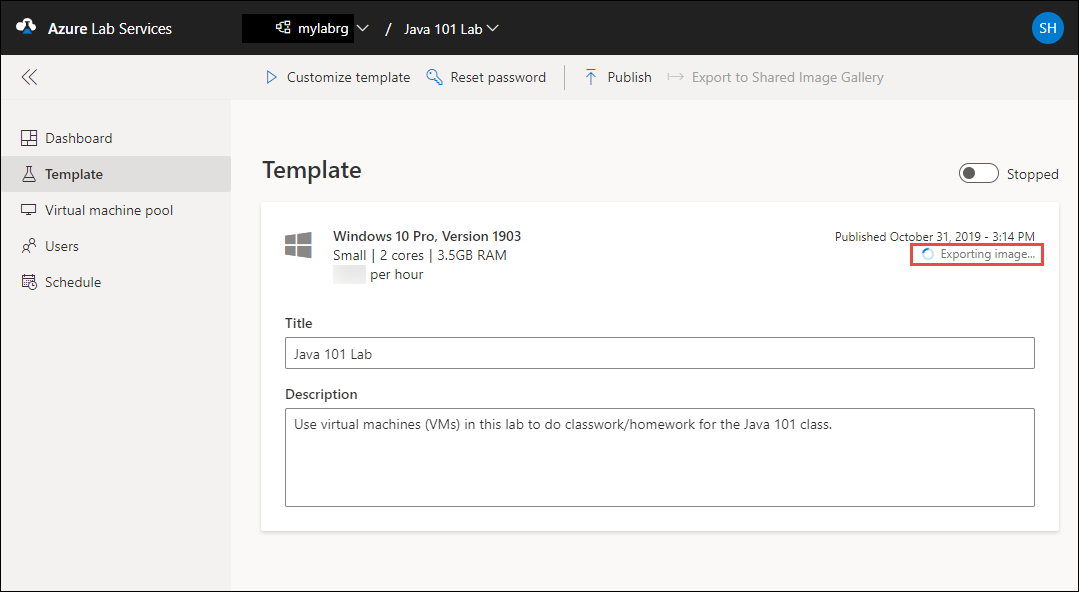 Azure Lab Services
mylabrg / Java 101 Lab
SH
Customize template Reset password Publish Export to Shared Image Gallery
Dashboard
Template
Virtual machine pool
Users
Schedule
Template
Stopped
Windows 10 Pro, Version 1903
Small | 2 cores | 3.5GB RAM
per hour
Published October 31, 2019 - 3:14 PM
Exporting image...
Title
Java 101 Lab
Description
Use virtual machines (VMs) in this lab to do classwork/homework for the Java 101 class.